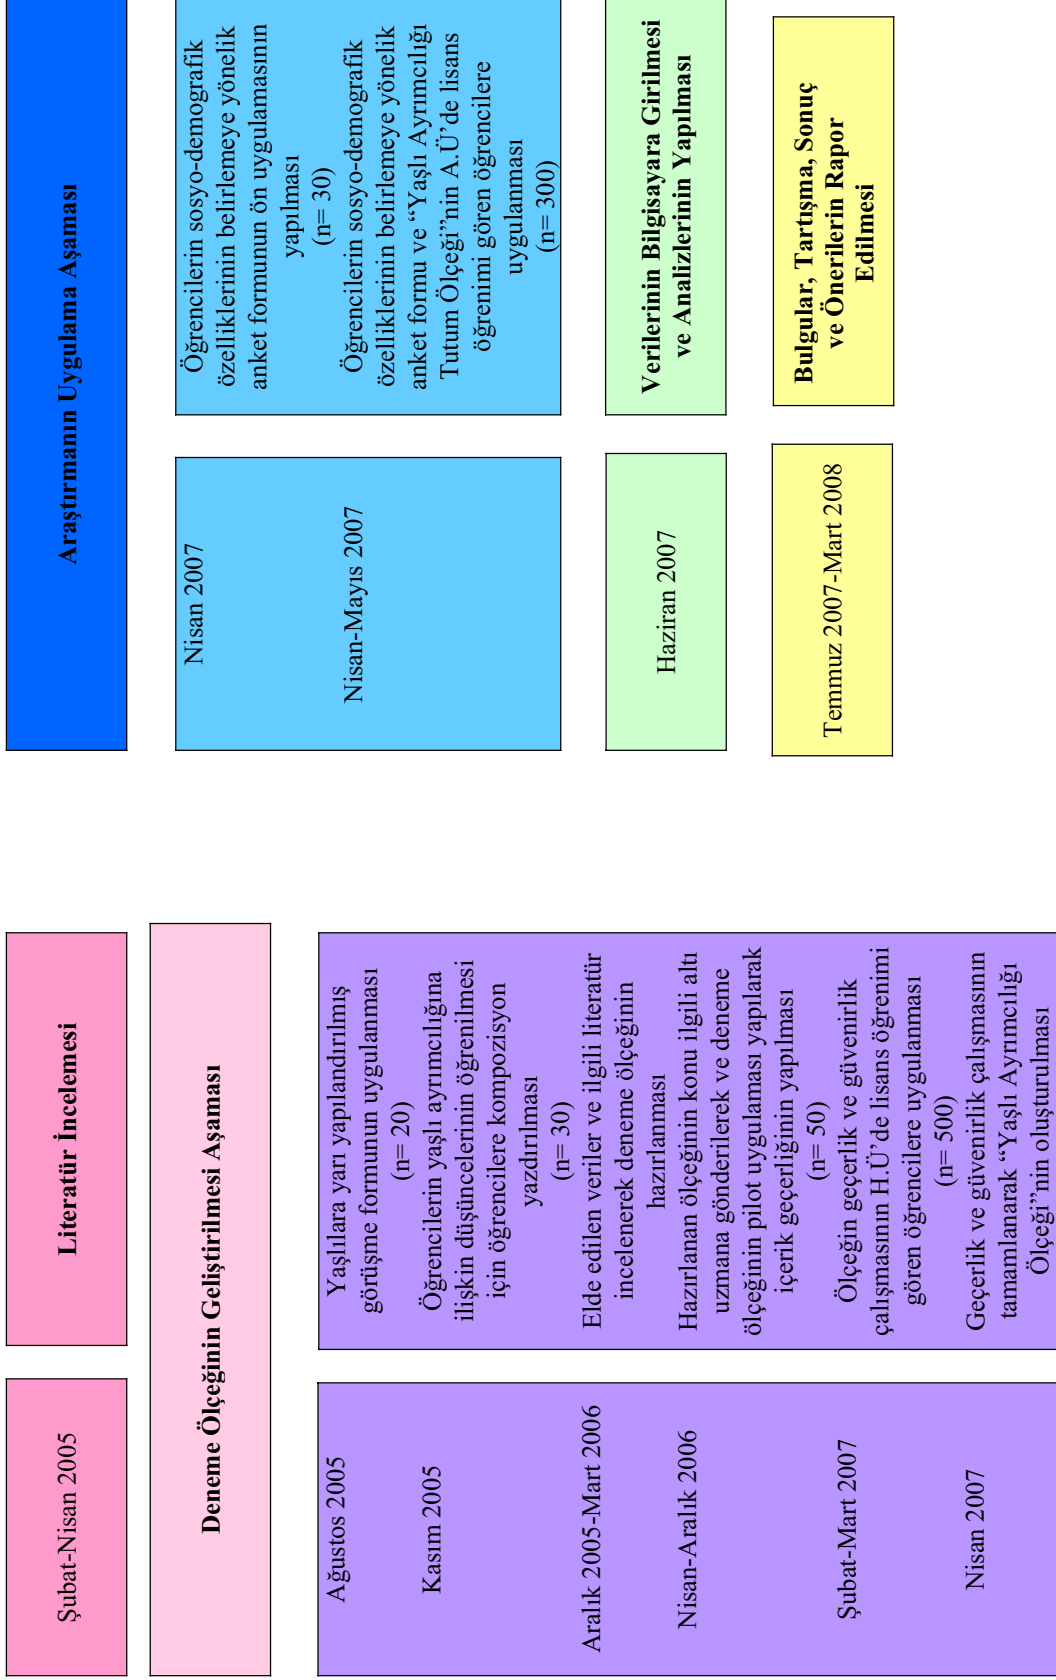 Şubat-Nisan 2005
Literatür İncelemesi
Deneme Ölçeğinin Geliştirilmesi Aşaması
Ağustos 2005
Yaşlılara yarı yapılandırılmış
görüşme formunun uygulanması
(n= 20)
Kasım 2005
Öğrencilerin yaşlı ayrımcılığına
ilişkin düşüncelerinin öğrenilmesi
için öğrencilere kompozisyon
yazdırılması
(n= 30)
Aralık 2005-Mart 2006
Elde edilen veriler ve ilgili literatür
incelenerek deneme ölçeğinin
hazırlanması
Nisan-Aralık 2006
Hazırlanan ölçeğinin konu ilgili altı
uzmana gönderilerek ve deneme
ölçeğinin pilot uygulaması yapılarak
içerik geçerliğinin yapılması
(n= 50)
Şubat-Mart 2007
Ölçeğin geçerlik ve güvenirlik
çalışmasının H.Ü’de lisans öğrenimi
gören öğrencilere uygulanması
(n= 500)
Nisan 2007
Geçerlik ve güvenirlik çalışmasının
tamamlanarak “Yaşlı Ayrımcılığı
Ölçeği”nin oluşturulması
Araştırmanın Uygulama Aşaması
Nisan 2007
Öğrencilerin sosyo-demografik
özelliklerinin belirlemeye yönelik
anket formunun ön uygulamasının
yapılması
(n= 30)
Nisan-Mayıs 2007
Öğrencilerin sosyo-demografik
özelliklerinin belirlemeye yönelik
anket formu ve “Yaşlı Ayrımcılığı
Tutum Ölçeği”nin A.Ü’de lisans
öğrenimi gören öğrencilere
uygulanması
(n= 300)
Haziran 2007
Verilerinin Bilgisayara Girilmesi
ve Analizlerinin Yapılması
Temmuz 2007-Mart 2008
Bulgular, Tartışma, Sonuç
ve Önerilerin Rapor
Edilmesi